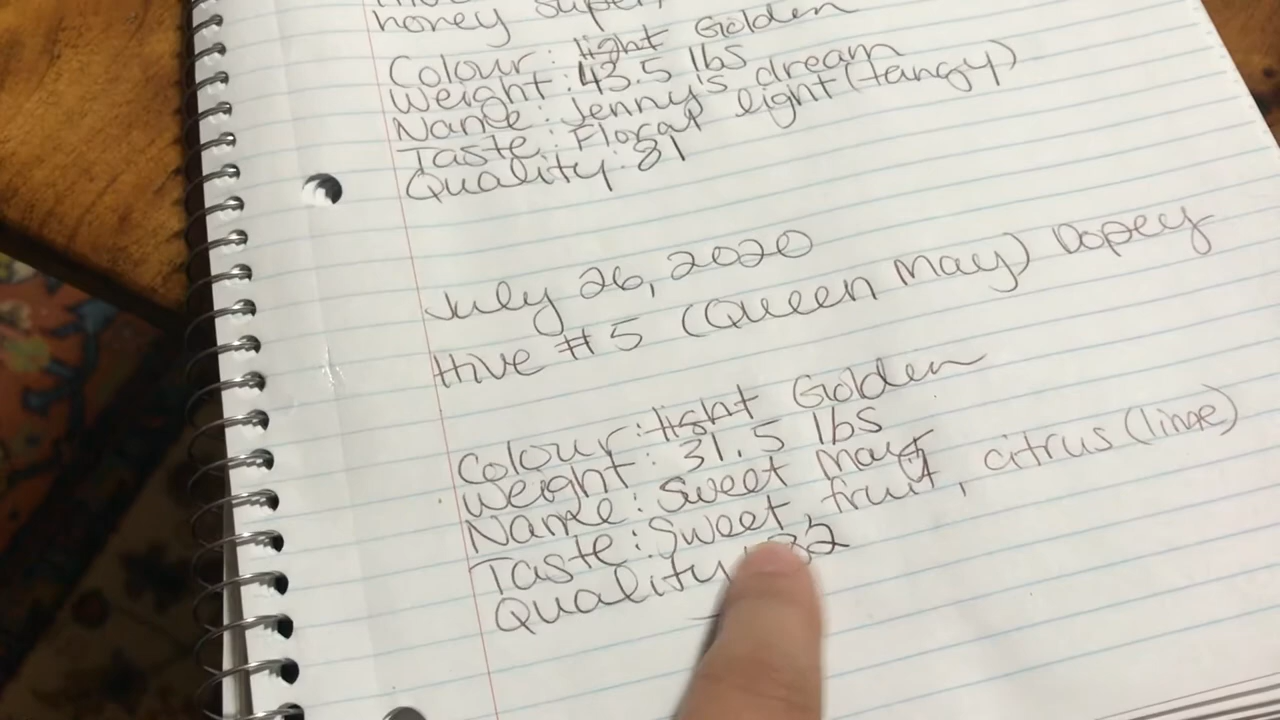 honey super,
Colour: light Golden
Weight: 43.5 lbs
Name: Jenny's dream
Taste: Floral light (tangy)
Quality: 81
July 26, 2020
Hive #5 (Queen May) Dopey
Colour: light Golden
Weight: 31.5 lbs
Name: Sweet May
Taste: Sweet, fruit, citrus (lime)
Quality